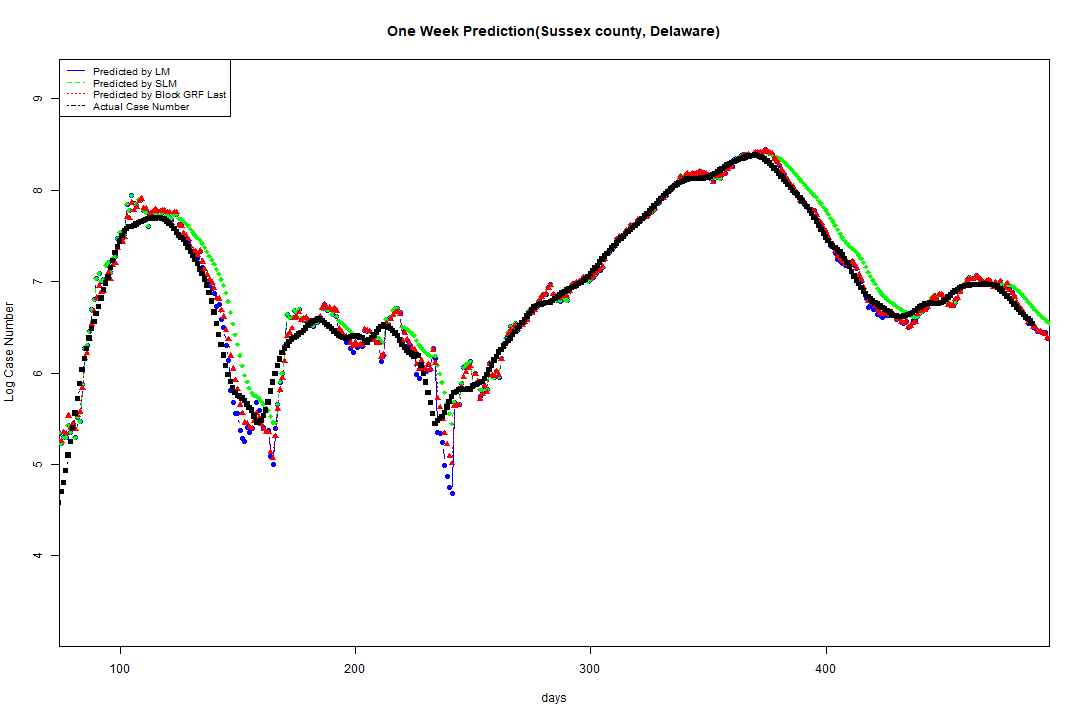 One Week Prediction(Sussex county, Delaware)
Predicted by LM
Predicted by SLM
Predicted by Block GRF Last
Actual Case Number
9
8
7
6
5
4
Log Case Number
100 200 300 400
days